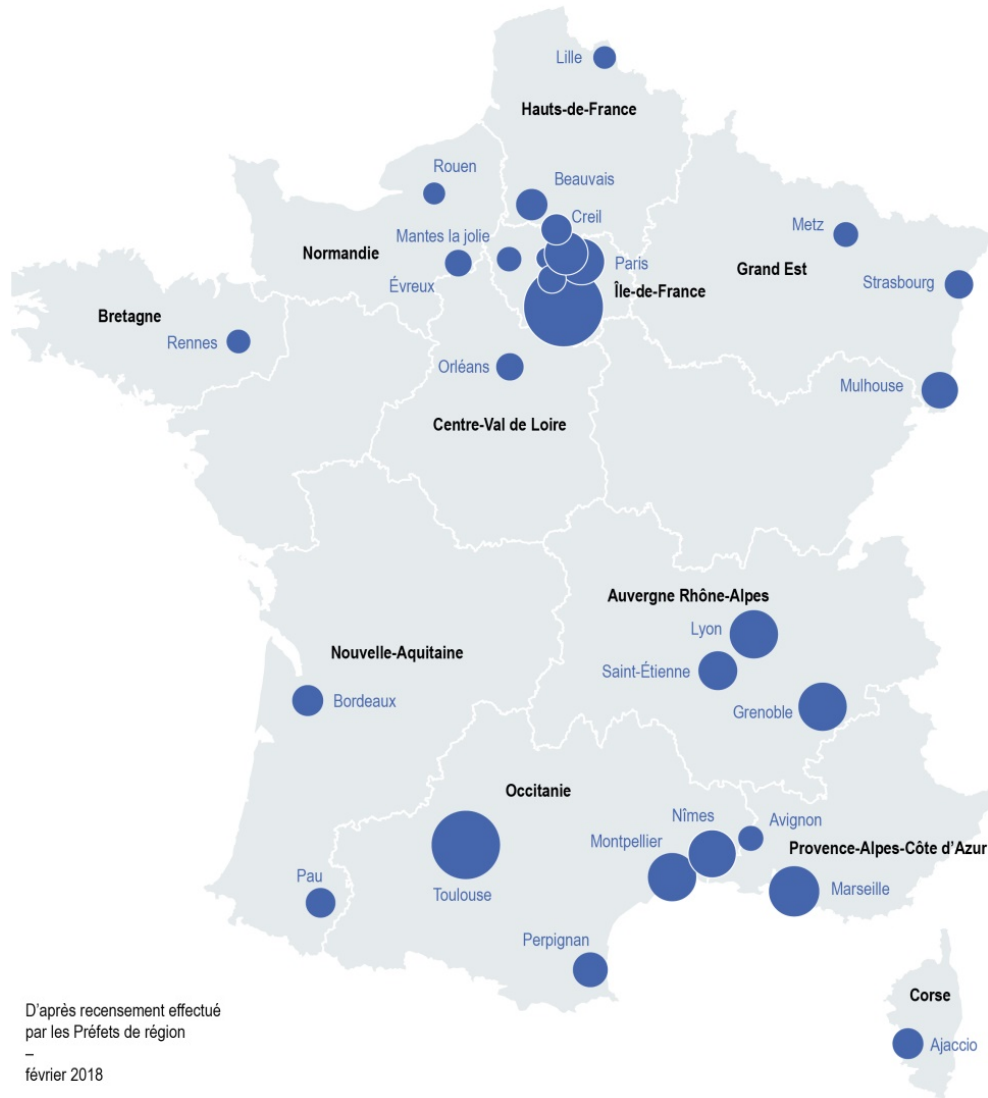 Lille
Hauts-de-France
Rouen
Beauvais
Creil
Metz
Mantes la jolie
Normandie
Paris
Grand Est
Évreux
Strasbourg
Île-de-France
Bretagne
Rennes
Orléans
Mulhouse
Centre-Val de Loire
Auvergne Rhône-Alpes
Lyon
Nouvelle-Aquitaine
Saint-Étienne
Bordeaux
Grenoble
Occitanie
Nîmes
Avignon
Montpellier
Provence-Alpes-Côte d’Azur
Pau
Toulouse
Marseille
Perpignan
Corse
D’après recensement effectué
par les Préfets de région
–
février 2018
Ajaccio